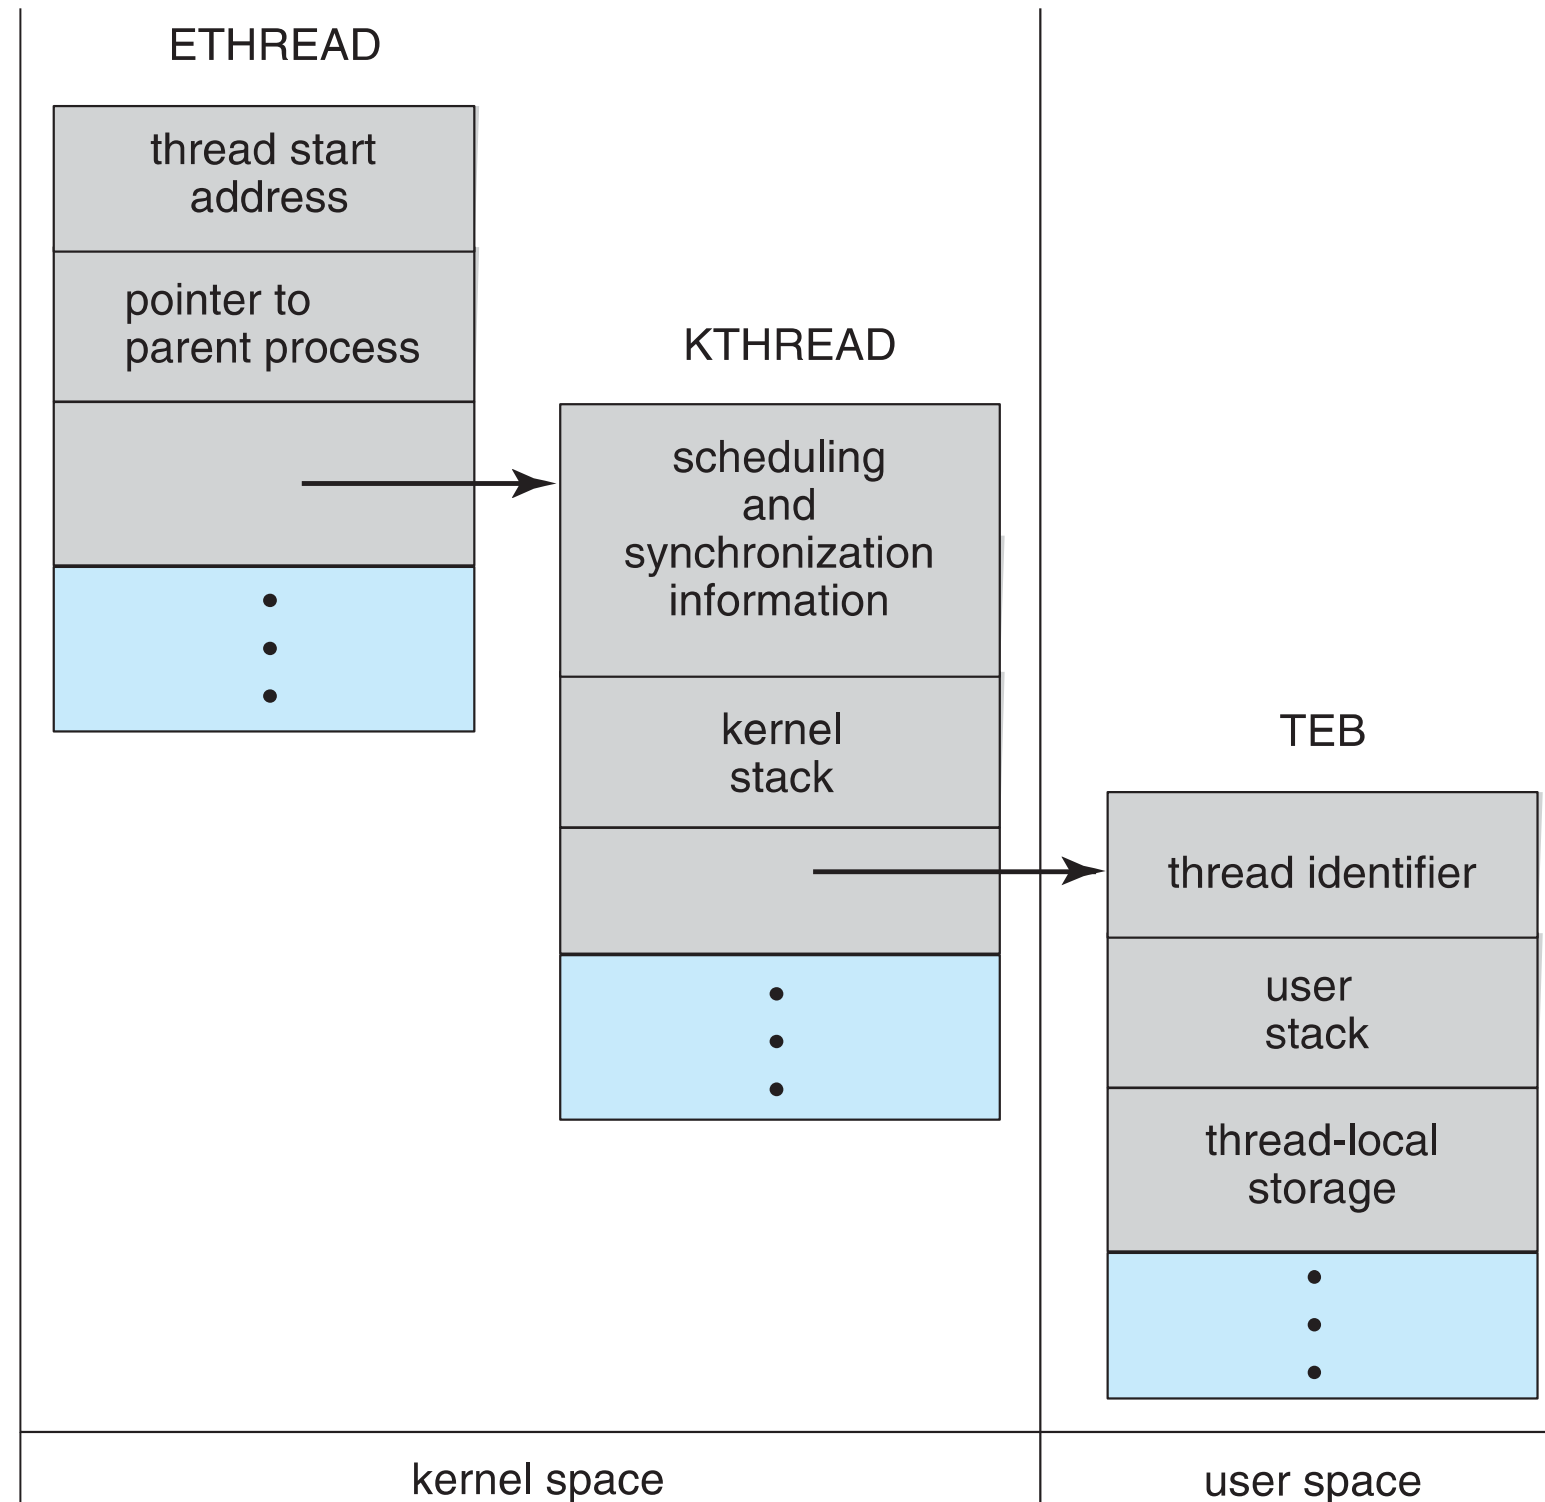 ETHREAD
thread start
address
pointer to
parent process
KTHREAD
scheduling
and
synchronization
information
kernel
stack
TEB
thread identifier
user
stack
thread-local
storage
kernel space
user space